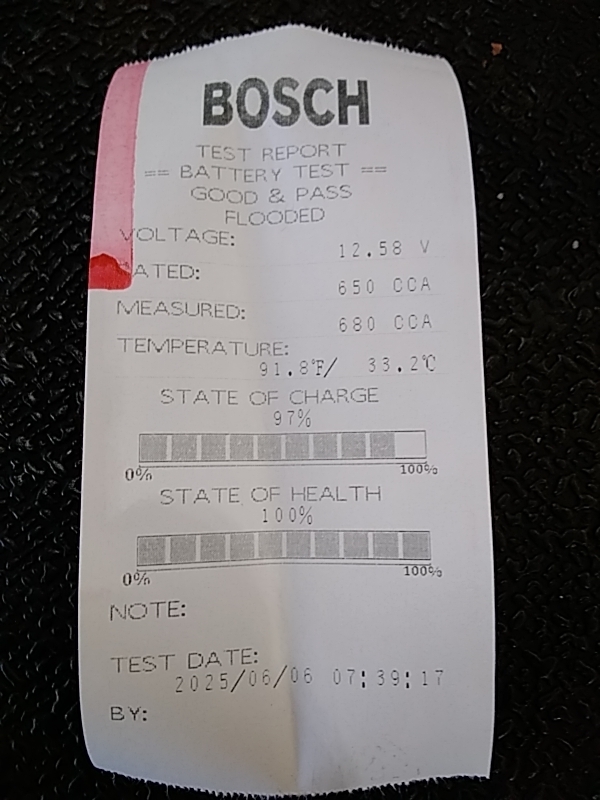 BOSCH
TEST REPORT
== BATTERY TEST ==
GOOD & PASS
FLOODED
VOLTAGE:
12.58 V
RATED:
650 CCA
MEASURED:
680 CCA
TEMPERATURE:
91.8℉/ 33.2℃
STATE OF CHARGE
97%
0% 100%
STATE OF HEALTH
100%
0% 100%
NOTE:
TEST DATE:
2025/06/06 07:39:17
BY: